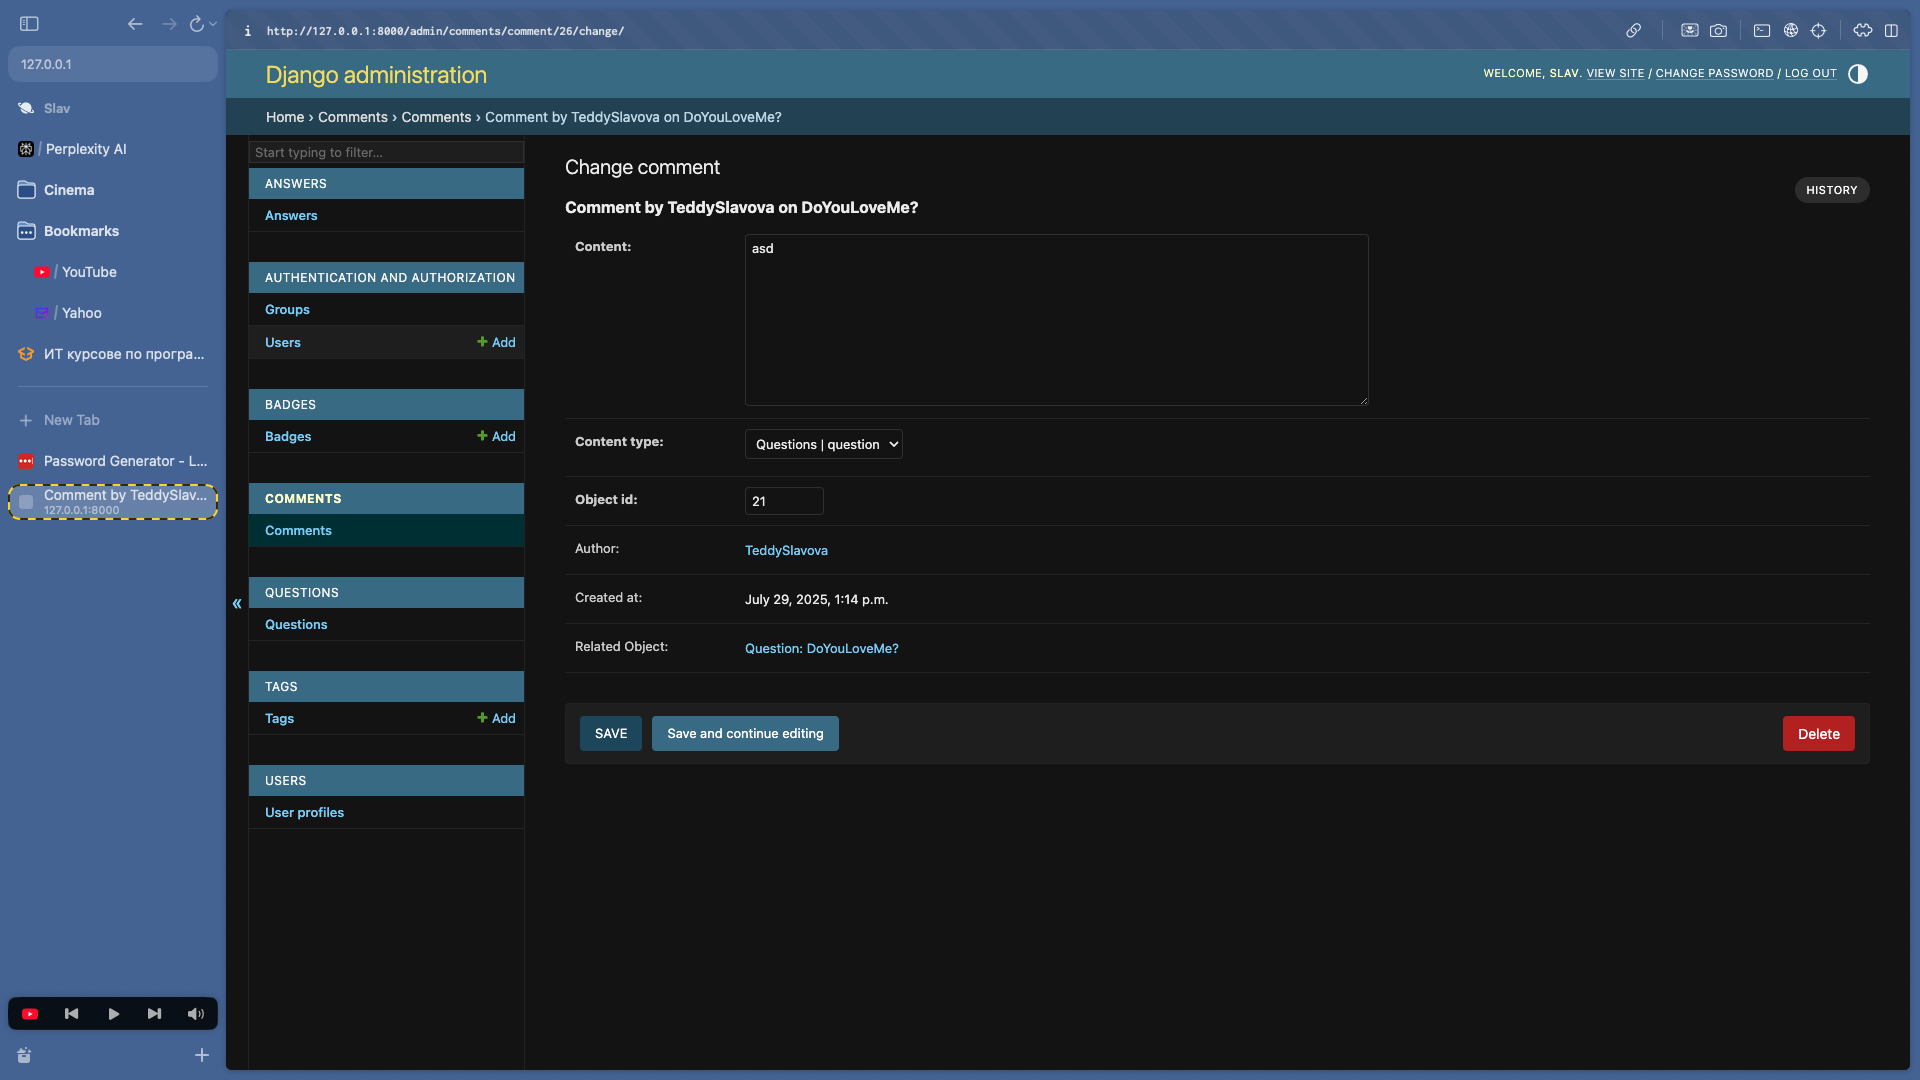 http://127.0.0.1:8000/admin/comments/comment/26/change/
127.0.0.1
Slav
/ Perplexity AI
Cinema
Bookmarks
/ YouTube
/ Yahoo
ИТ курсове по програ...
New Tab
Password Generator - L...
Comment by TeddySlav...
127.0.0.1:8000
Django administration
WELCOME, SLAV. VIEW SITE / CHANGE PASSWORD / LOG OUT
Home › Comments › Comments › Comment by TeddySlavova on DoYouLoveMe?
Start typing to filter...
ANSWERS
Answers
AUTHENTICATION AND AUTHORIZATION
Groups
Users Add
BADGES
Badges Add
COMMENTS
Comments
QUESTIONS
Questions
TAGS
Tags Add
USERS
User profiles
«
Change comment
HISTORY
Comment by TeddySlavova on DoYouLoveMe?
Content: asd
Content type: Questions | question
Object id: 21
Author: TeddySlavova
Created at: July 29, 2025, 1:14 p.m.
Related Object: Question: DoYouLoveMe?
SAVE Save and continue editing Delete